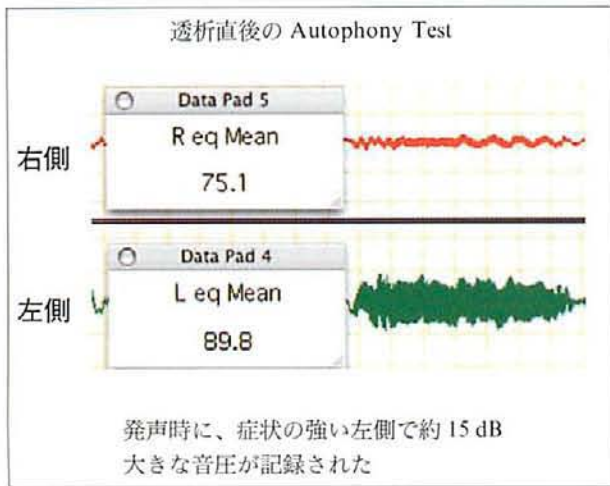 透析直後の Autophony Test
Data Pad 5
R eq Mean
75.1
右側
Data Pad 4
L eq Mean
89.8
左側
発声時に、症状の強い左側で約 15 dB
大きな音圧が記録された